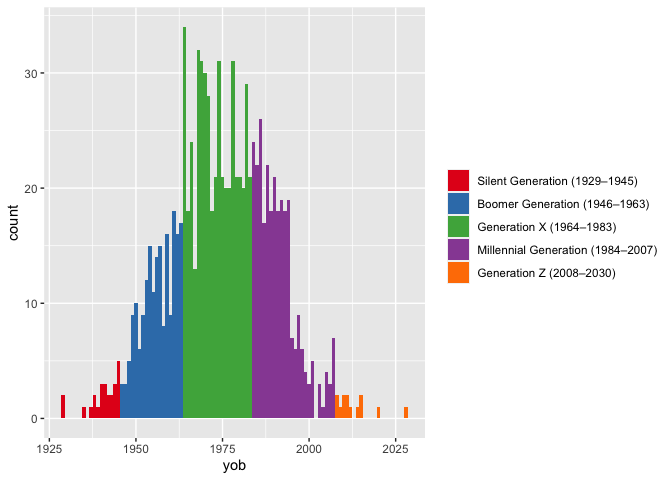 30
20
10
0
count
1925
1950
1975
2000
2025
yob
Silent Generation (1929–1945)
Boomer Generation (1946–1963)
Generation X (1964–1983)
Millennial Generation (1984–2007)
Generation Z (2008–2030)